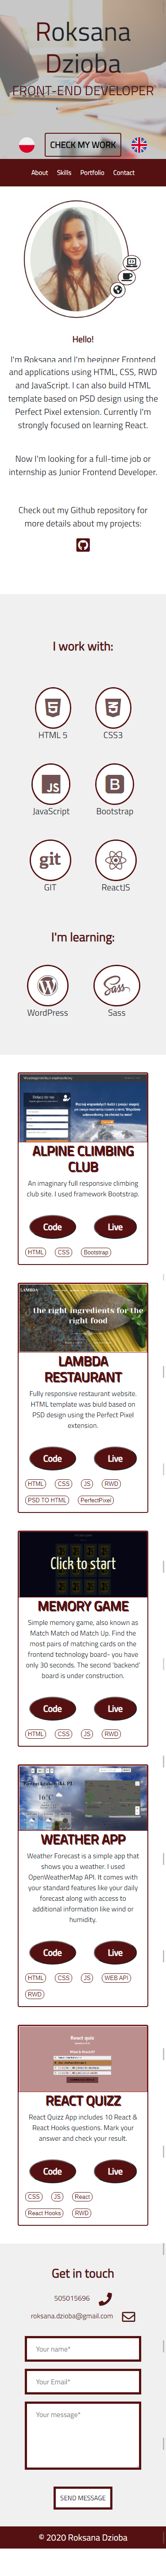 Roksana
Dzioba
FRONT-END DEVELOPER
CHECK MY WORK
About Skills Portfolio Contact
Hello!
I'm Roksana and I'm beginner Frontend
and applications using HTML, CSS, RWD
and JavaScript. I can also build HTML
template based on PSD design using the
Perfect Pixel extension. Currently I'm
strongly focused on learning React.
Now I'm looking for a full-time job or
internship as Junior Frontend Developer.
Check out my Github repository for
more details about my projects:
I work with:
HTML 5 CSS3
JS
JavaScript Bootstrap
git
GIT ReactJS
I'm learning:
WordPress Sass
ALPINE CLIMBING
CLUB
An imaginary full responsive climbing
club site. I used framework Bootstrap.
Code Live
HTML CSS Bootstrap
LAMBDA
the right ingredients for the
right food
LAMBDA
RESTAURANT
Fully responsive restaurant website.
HTML template was biuld based on
PSD design using the Perfect Pixel
extension.
Code Live
HTML CSS JS RWD
PSD TO HTML PerfectPixel
Click to start
MEMORY GAME
Simple memory game, also known as
Match Match od Match Up. Find the
most pairs of matching cards on the
frontend technology board- you have
only 30 seconds. The second 'backend'
board is under construction.
Code Live
HTML CSS JS RWD
16°C
WEATHER APP
Weather Forecast is a simple app that
shows you a weather. I used
OpenWeatherMap API. It comes with
your standard features like your daily
forecast along with access to
additional information like wind or
humidity.
Code Live
HTML CSS JS WEB API
RWD
React quiz
REACT QUIZZ
React Quizz App includes 10 React &
React Hooks questions. Mark your
answer and check your result.
Code Live
CSS JS React
React Hooks RWD
Get in touch
505015696
roksana.dzioba@gmail.com
Your name*
Your Email*
Your message*
SEND MESSAGE
© 2020 Roksana Dzioba